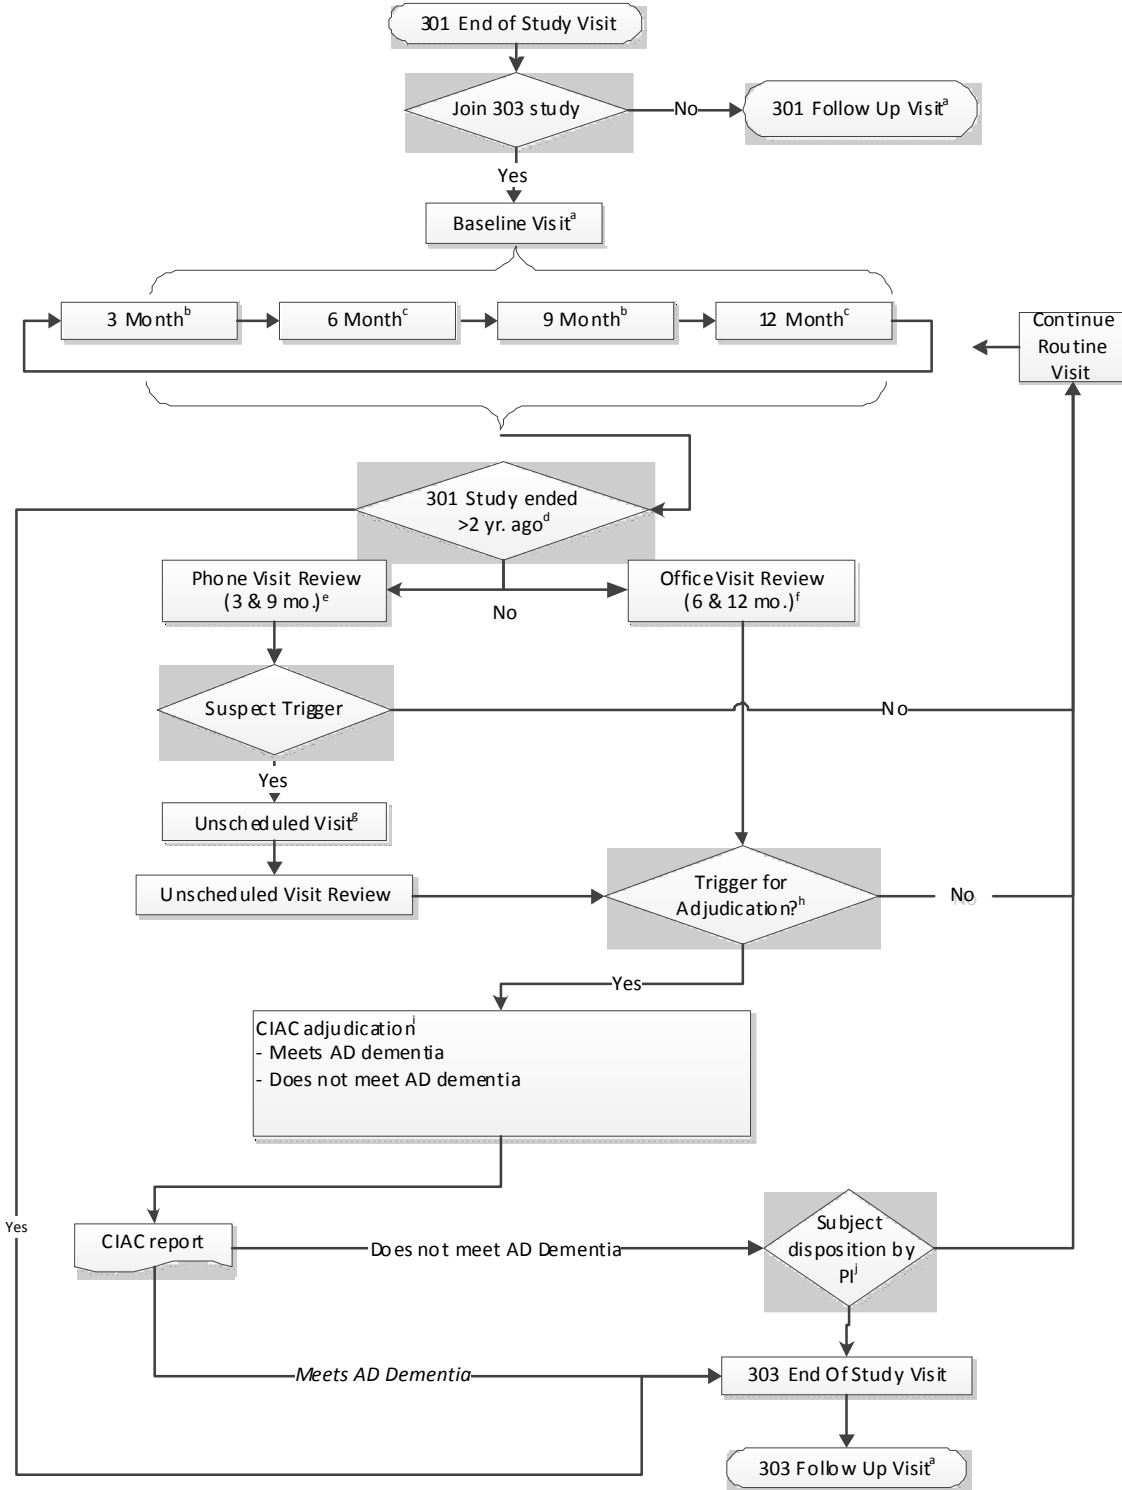 301 End of Study Visit
Join 303 study
No
301 Follow Up Visitᵃ
Yes
Baseline Visitᵃ
3 Monthᵇ
6 Monthᶜ
9 Monthᵇ
12 Monthᶜ
Continue
Routine
Visit
301 Study ended
>2 yr. agoᵈ
Phone Visit Review
(3 & 9 mo.)ᵉ
No
Office Visit Review
(6 & 12 mo.)ᶠ
Suspect Trigger
No
Yes
Unscheduled Visitᵍ
Unscheduled Visit Review
Trigger for
Adjudication?ʰ
No
Yes
CIAC adjudicationⁱ
- Meets AD dementia
- Does not meet AD dementia
Yes
CIAC report
Does not meet AD Dementia
Subject
disposition by
PIʲ
Meets AD Dementia
303 End Of Study Visit
303 Follow Up Visitᵃ